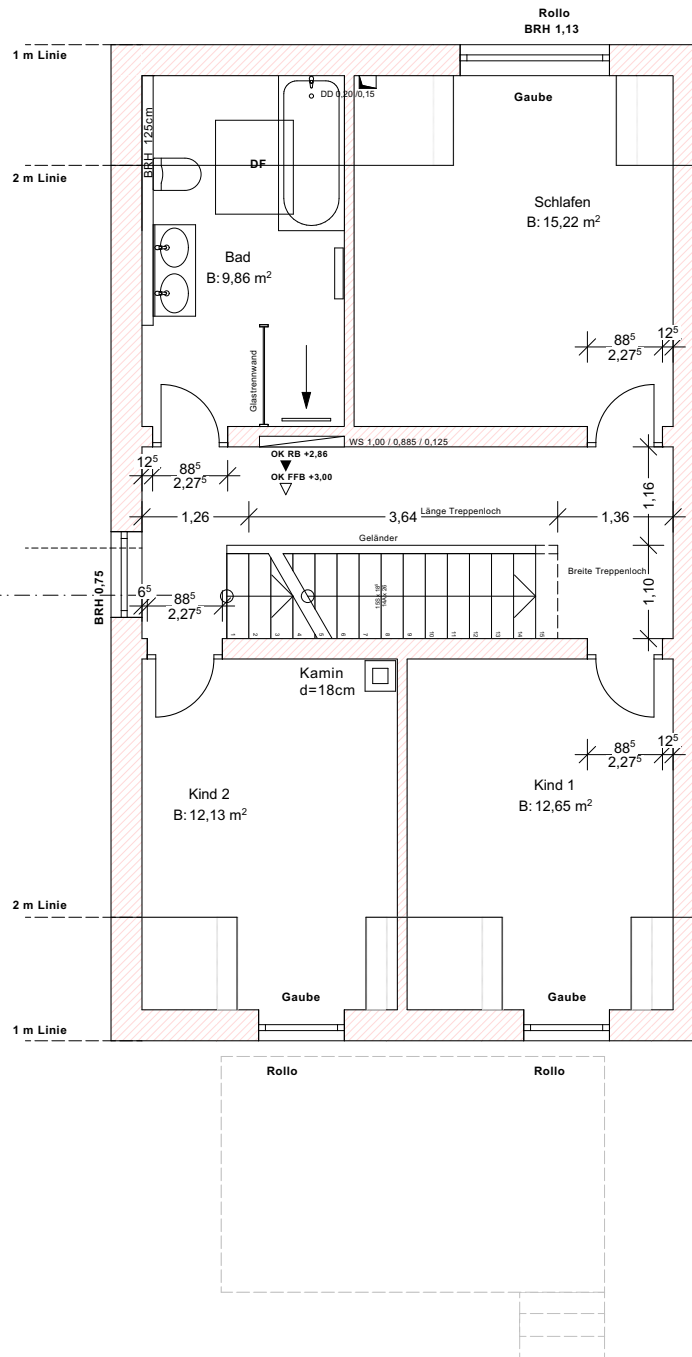 Rollo
BRH 1,13
1 m Linie
DD 0,20 /0,15
Gaube
BRH 125cm
DF
2 m Linie
Schlafen
B: 15,22 m²
Bad
B: 9,86 m²
12⁵
88⁵
2,27⁵
Glastrennwand
WS 1,00 / 0,885 / 0,125
OK RB +2,86
OK FFB +3,00
12⁵
88⁵
2,27⁵
1,16
1,26
3,64
Länge Treppenloch
1,36
Geländer
Breite Treppenloch
1,10
BRH 0,75
6⁵
88⁵
2,27⁵
1 2 3 4 5 6 7 8 9 10 11 12 13 14 15
Kamin
d=18cm
88⁵
2,27⁵
12⁵
Kind 2
B: 12,13 m²
Kind 1
B: 12,65 m²
2 m Linie
Gaube
Gaube
1 m Linie
Rollo
Rollo